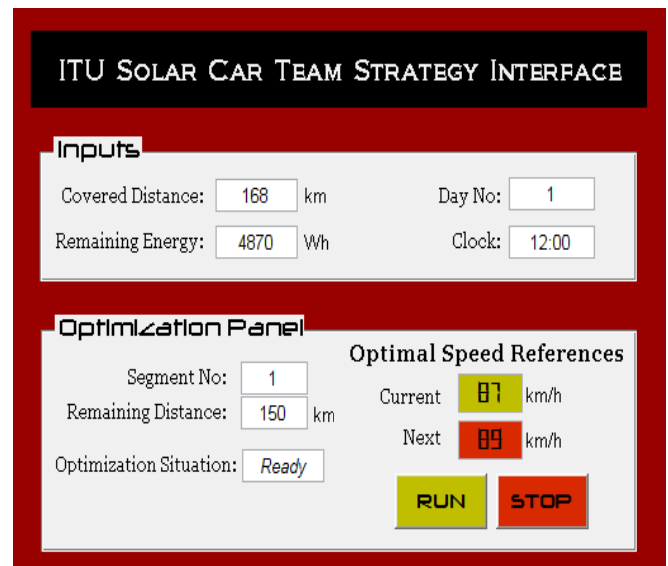 ITU SOLAR CAR TEAM STRATEGY INTERFACE
Inputs
Covered Distance: 168 km Day No: 1
Remaining Energy: 4870 Wh Clock: 12:00
Optimization Panel
Optimal Speed References
Segment No: 1
Current 87 km/h
Remaining Distance: 150 km
Next 89 km/h
Optimization Situation: Ready
RUN STOP